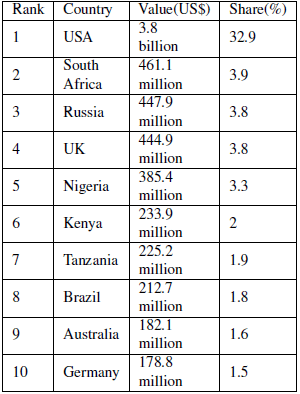 Rank Country Value(US$) Share(%)
1 USA 3.8 billion 32.9
2 South Africa 461.1 million 3.9
3 Russia 447.9 million 3.8
4 UK 444.9 million 3.8
5 Nigeria 385.4 million 3.3
6 Kenya 233.9 million 2
7 Tanzania 225.2 million 1.9
8 Brazil 212.7 million 1.8
9 Australia 182.1 million 1.6
10 Germany 178.8 million 1.5